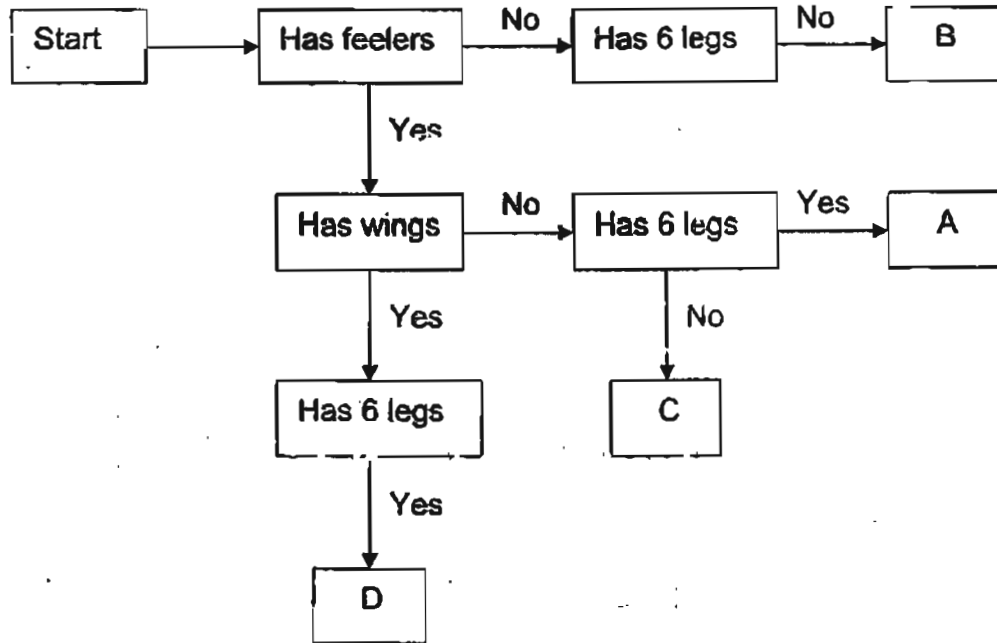 Start
Has feelers
No
Has 6 legs
No
B
Yes
Has wings
No
Has 6 legs
Yes
A
Yes
No
Has 6 legs
C
Yes
D